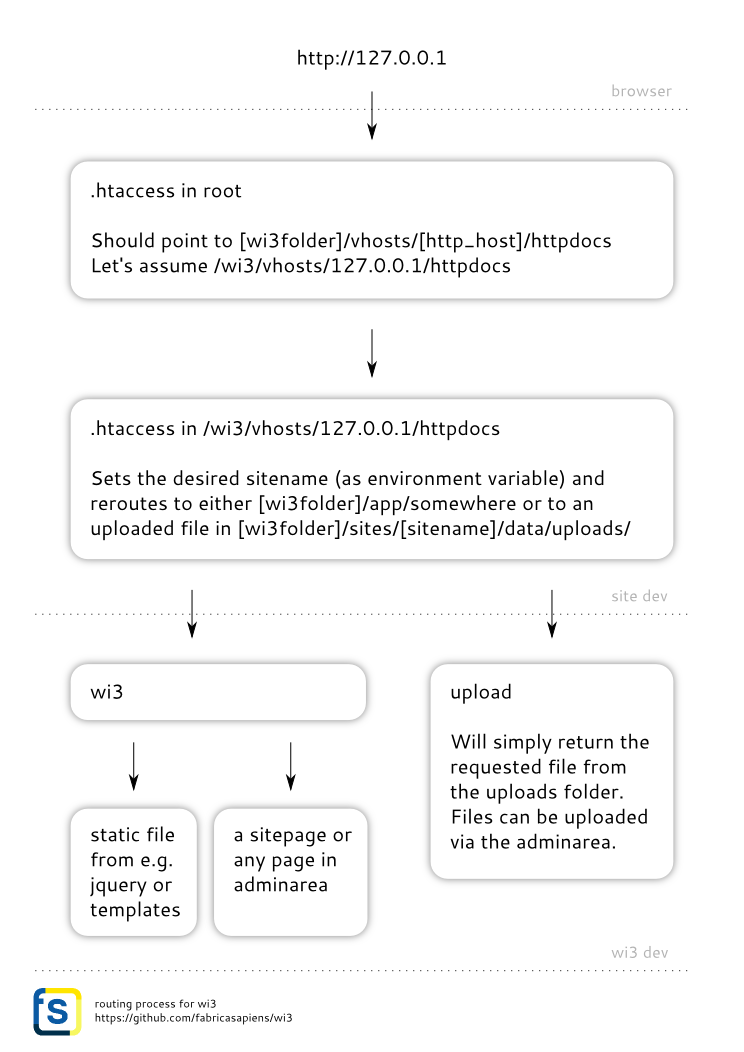 http://127.0.0.1
browser
.htaccess in root
Should point to [wi3folder]/vhosts/[http_host]/httpdocs
Let's assume /wi3/vhosts/127.0.0.1/httpdocs
.htaccess in /wi3/vhosts/127.0.0.1/httpdocs
Sets the desired sitename (as environment variable) and
reroutes to either [wi3folder]/app/somewhere or to an
uploaded file in [wi3folder]/sites/[sitename]/data/uploads/
site dev
wi3
static file
from e.g.
jquery or
templates
a sitepage or
any page in
adminarea
upload
Will simply return the
requested file from
the uploads folder.
Files can be uploaded
via the adminarea.
wi3 dev
fs
routing process for wi3
https://github.com/fabricasapiens/wi3